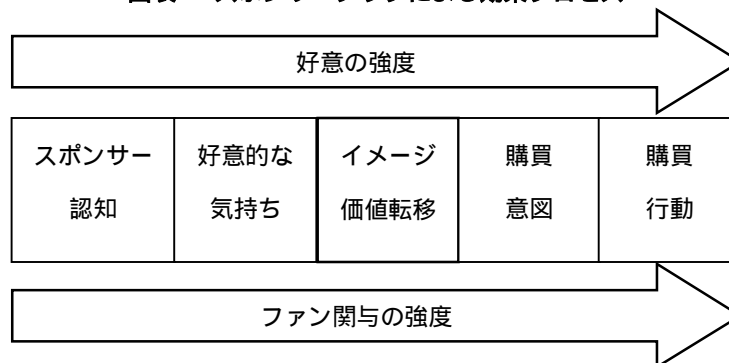 好意の強度
スポンサー
認知
好意的な
気持ち
イメージ
価値転移
購買
意図
購買
行動
ファン関与の強度